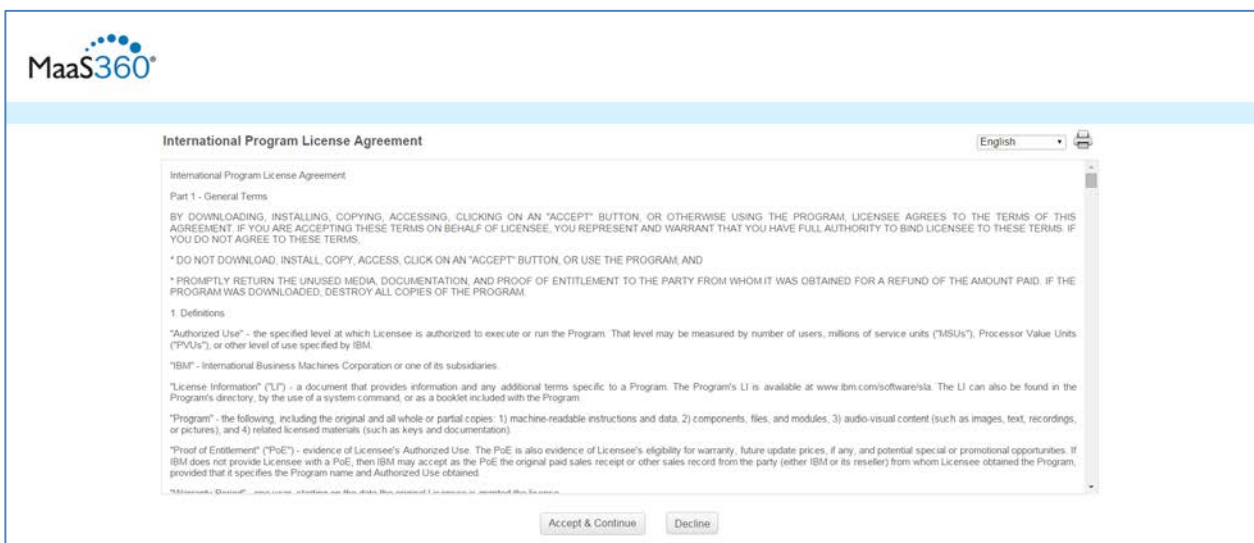 MaaS360®
International Program License Agreement
English
International Program License Agreement
Part 1 - General Terms
BY DOWNLOADING, INSTALLING, COPYING, ACCESSING, CLICKING ON AN "ACCEPT" BUTTON, OR OTHERWISE USING THE PROGRAM, LICENSEE AGREES TO THE TERMS OF THIS
AGREEMENT. IF YOU ARE ACCEPTING THESE TERMS ON BEHALF OF LICENSEE, YOU REPRESENT AND WARRANT THAT YOU HAVE FULL AUTHORITY TO BIND LICENSEE TO THESE TERMS. IF
YOU DO NOT AGREE TO THESE TERMS,
* DO NOT DOWNLOAD, INSTALL, COPY, ACCESS, CLICK ON AN "ACCEPT" BUTTON, OR USE THE PROGRAM; AND
* PROMPTLY RETURN THE UNUSED MEDIA, DOCUMENTATION, AND PROOF OF ENTITLEMENT TO THE PARTY FROM WHOM IT WAS OBTAINED FOR A REFUND OF THE AMOUNT PAID. IF THE
PROGRAM WAS DOWNLOADED, DESTROY ALL COPIES OF THE PROGRAM.
1. Definitions
"Authorized Use" - the specified level at which Licensee is authorized to execute or run the Program. That level may be measured by number of users, millions of service units ("MSUs"), Processor Value Units
("PVUs"), or other level of use specified by IBM.
"IBM" - International Business Machines Corporation or one of its subsidiaries.
"License Information" ("LI") - a document that provides information and any additional terms specific to a Program. The Program's LI is available at www.ibm.com/software/sla. The LI can also be found in the
Program's directory, by the use of a system command, or as a booklet included with the Program
"Program" - the following, including the original and all whole or partial copies: 1) machine-readable instructions and data, 2) components, files, and modules, 3) audio-visual content (such as images, text, recordings,
or pictures), and 4) related licensed materials (such as keys and documentation).
"Proof of Entitlement" ("PoE") - evidence of Licensee's Authorized Use. The PoE is also evidence of Licensee's eligibility for warranty, future update prices, if any, and potential special or promotional opportunities. If
IBM does not provide Licensee with a PoE, then IBM may accept as the PoE the original paid sales receipt or other sales record from the party (either IBM or its reseller) from whom Licensee obtained the Program,
provided that it specifies the Program name and Authorized Use obtained.
"Warranty Period" - one year, starting on the date the original Licensee is granted the license
Accept & Continue
Decline